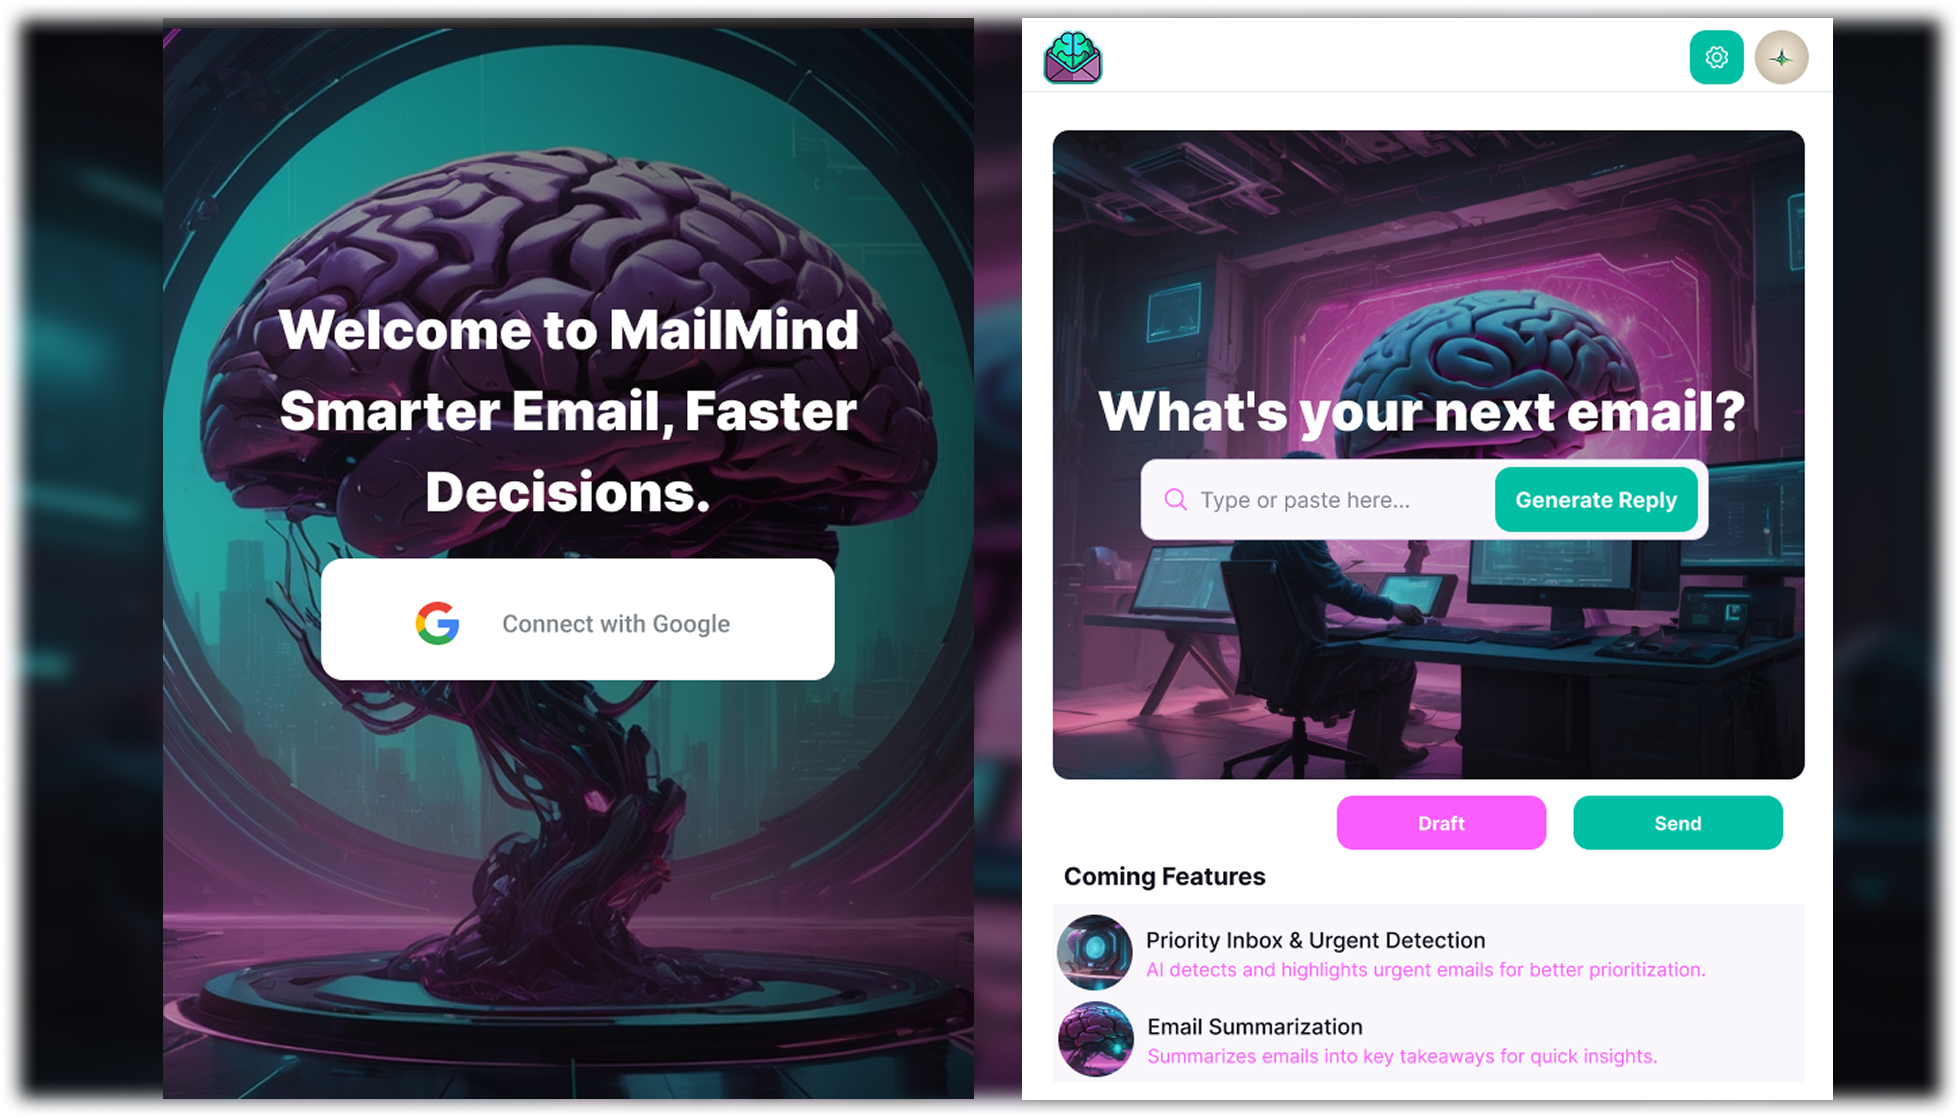 Welcome to MailMind
Smarter Email, Faster
Decisions.
Connect with Google
What's your next email?
Type or paste here...
Generate Reply
Draft
Send
Coming Features
Priority Inbox & Urgent Detection
AI detects and highlights urgent emails for better prioritization.
Email Summarization
Summarizes emails into key takeaways for quick insights.